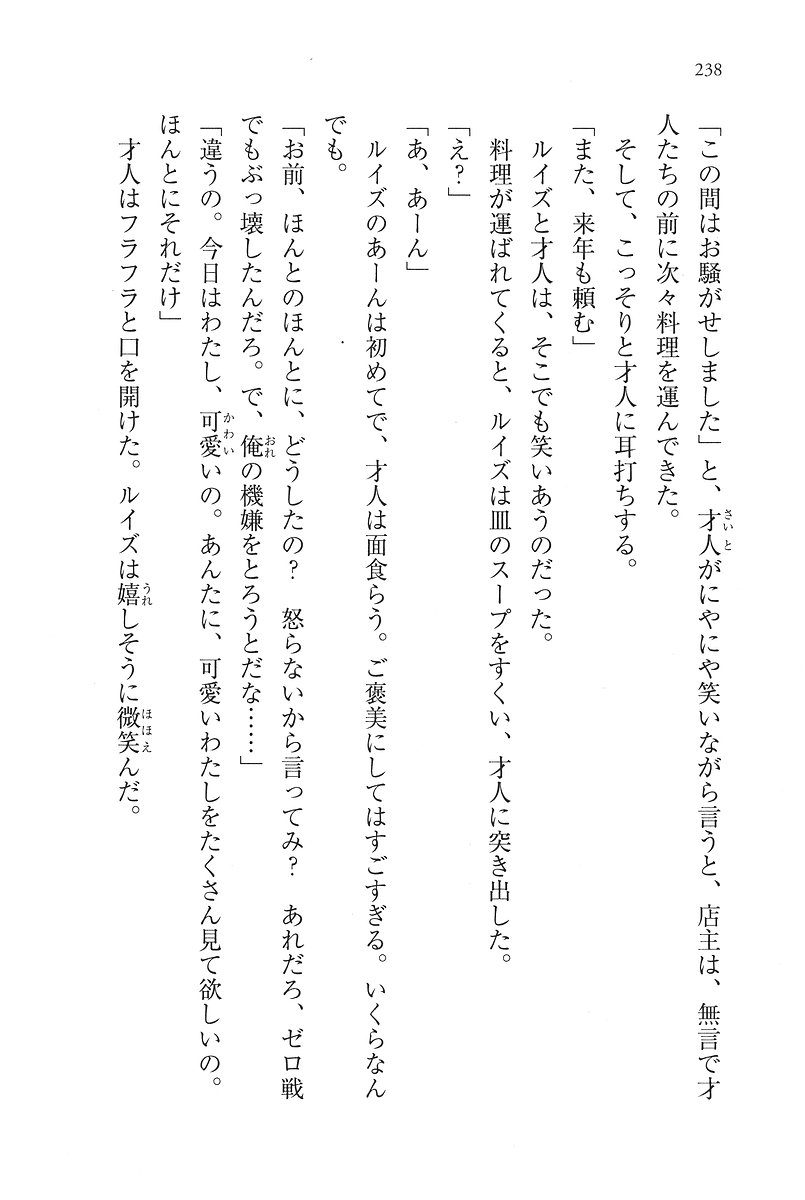 238
「この間はお騒がせしました」と、才人がにやにや笑いながら言うと、店主は、無言で才
人たちの前に次々料理を運んできた。
そして、こっそりと才人に耳打ちする。
「また、来年も頼む」
ルイズと才人は、そこでも笑いあうのだった。
料理が運ばれてくると、ルイズは皿のスープをすくい、才人に突き出した。
「え？」
「あ、あーん」
ルイズのあーんは初めてで、才人は面食らう。ご褒美にしてはすごすぎる。いくらなん
でも。
「お前、ほんとのほんとに、どうしたの？　怒らないから言ってみ？　あれだろ、ゼロ戦
でもぶっ壊したんだろ。で、俺の機嫌をとろうとだな……」
「違うの。今日はわたし、可愛いの。あんたに、可愛いわたしをたくさん見て欲しいの。
ほんとにそれだけ」
才人はフラフラと口を開けた。ルイズは嬉しそうに微笑んだ。